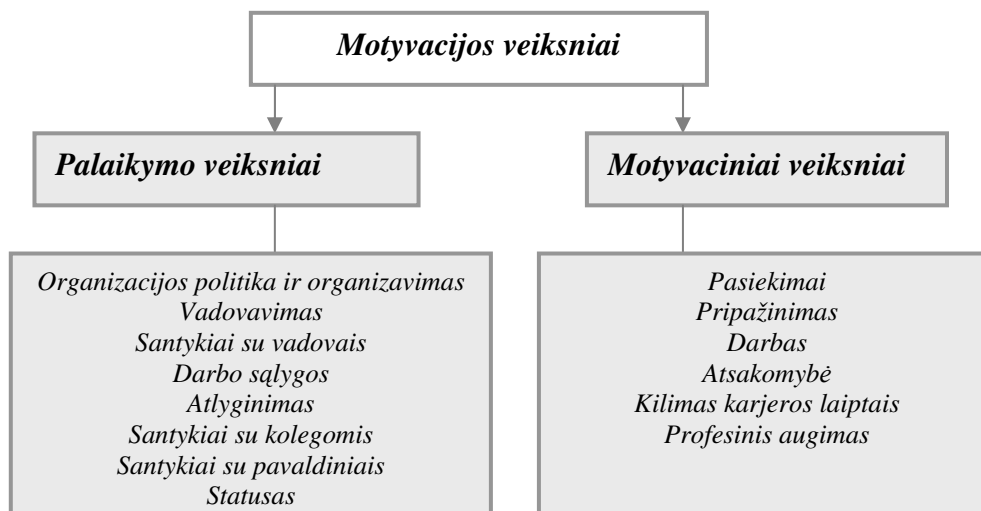 Motyvacijos veiksniai
Palaikymo veiksniai
Motyvaciniai veiksniai
Organizacijos politika ir organizavimas
Vadovavimas
Santykiai su vadovais
Darbo sąlygos
Atlyginimas
Santykiai su kolegomis
Santykiai su pavaldiniais
Statusas
Pasiekimai
Pripažinimas
Darbas
Atsakomybė
Kilimas karjeros laiptais
Profesinis augimas